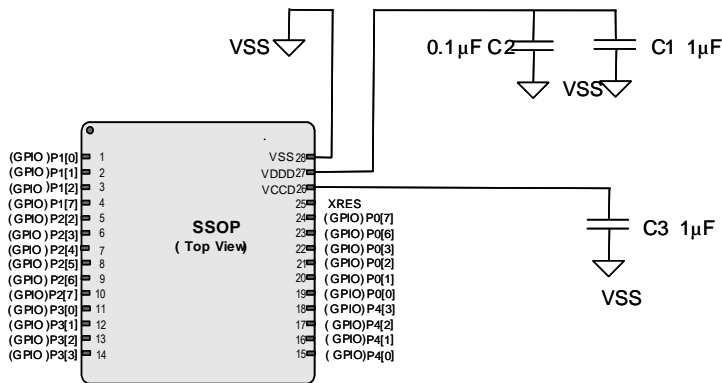 VSS
0.1µF C2
C1 1µF
VSS
(GPIO)P1[0] 1
(GPIO)P1[1] 2
(GPIO)P1[2] 3
(GPIO)P1[7] 4
(GPIO)P2[2] 5
(GPIO)P2[3] 6
(GPIO)P2[4] 7
(GPIO)P2[5] 8
(GPIO)P2[6] 9
(GPIO)P2[7] 10
(GPIO)P3[0] 11
(GPIO)P3[1] 12
(GPIO)P3[2] 13
(GPIO)P3[3] 14
SSOP
(Top View)
VSS 28
VDDD 27
VCCD 26
25 XRES
24 (GPIO)P0[7]
23 (GPIO)P0[6]
22 (GPIO)P0[3]
21 (GPIO)P0[2]
20 (GPIO)P0[1]
19 (GPIO)P0[0]
18 (GPIO)P4[3]
17 (GPIO)P4[2]
16 (GPIO)P4[1]
15 (GPIO)P4[0]
C3 1µF
VSS